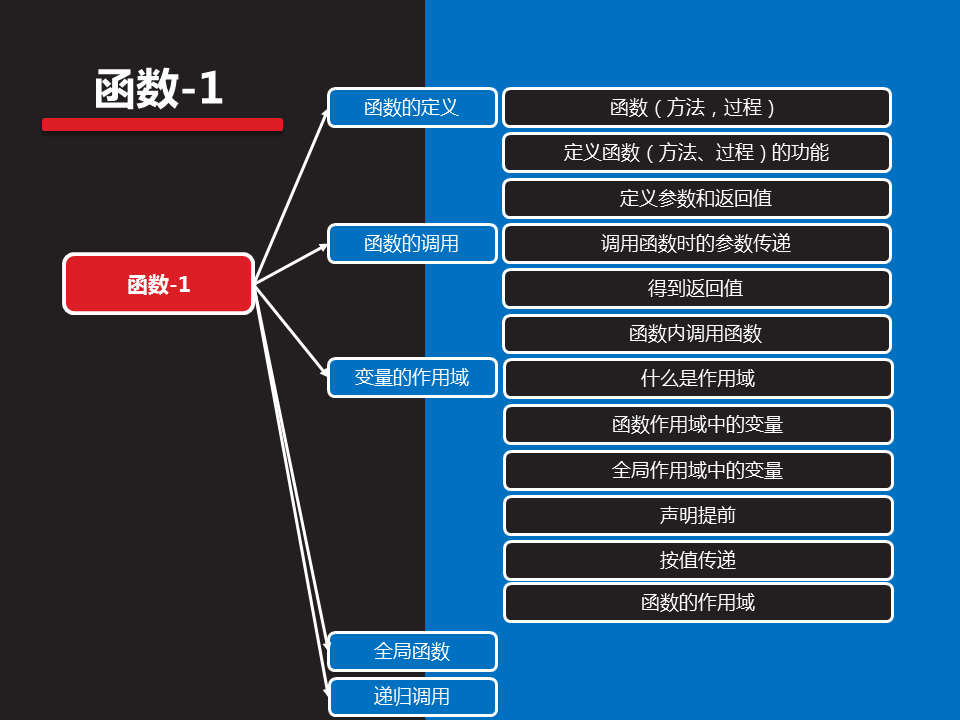 函数-1
函数-1
函数的定义
函数（方法，过程）
定义函数（方法、过程）的功能
定义参数和返回值
函数的调用
调用函数时的参数传递
得到返回值
函数内调用函数
变量的作用域
什么是作用域
函数作用域中的变量
全局作用域中的变量
声明提前
按值传递
函数的作用域
全局函数
递归调用